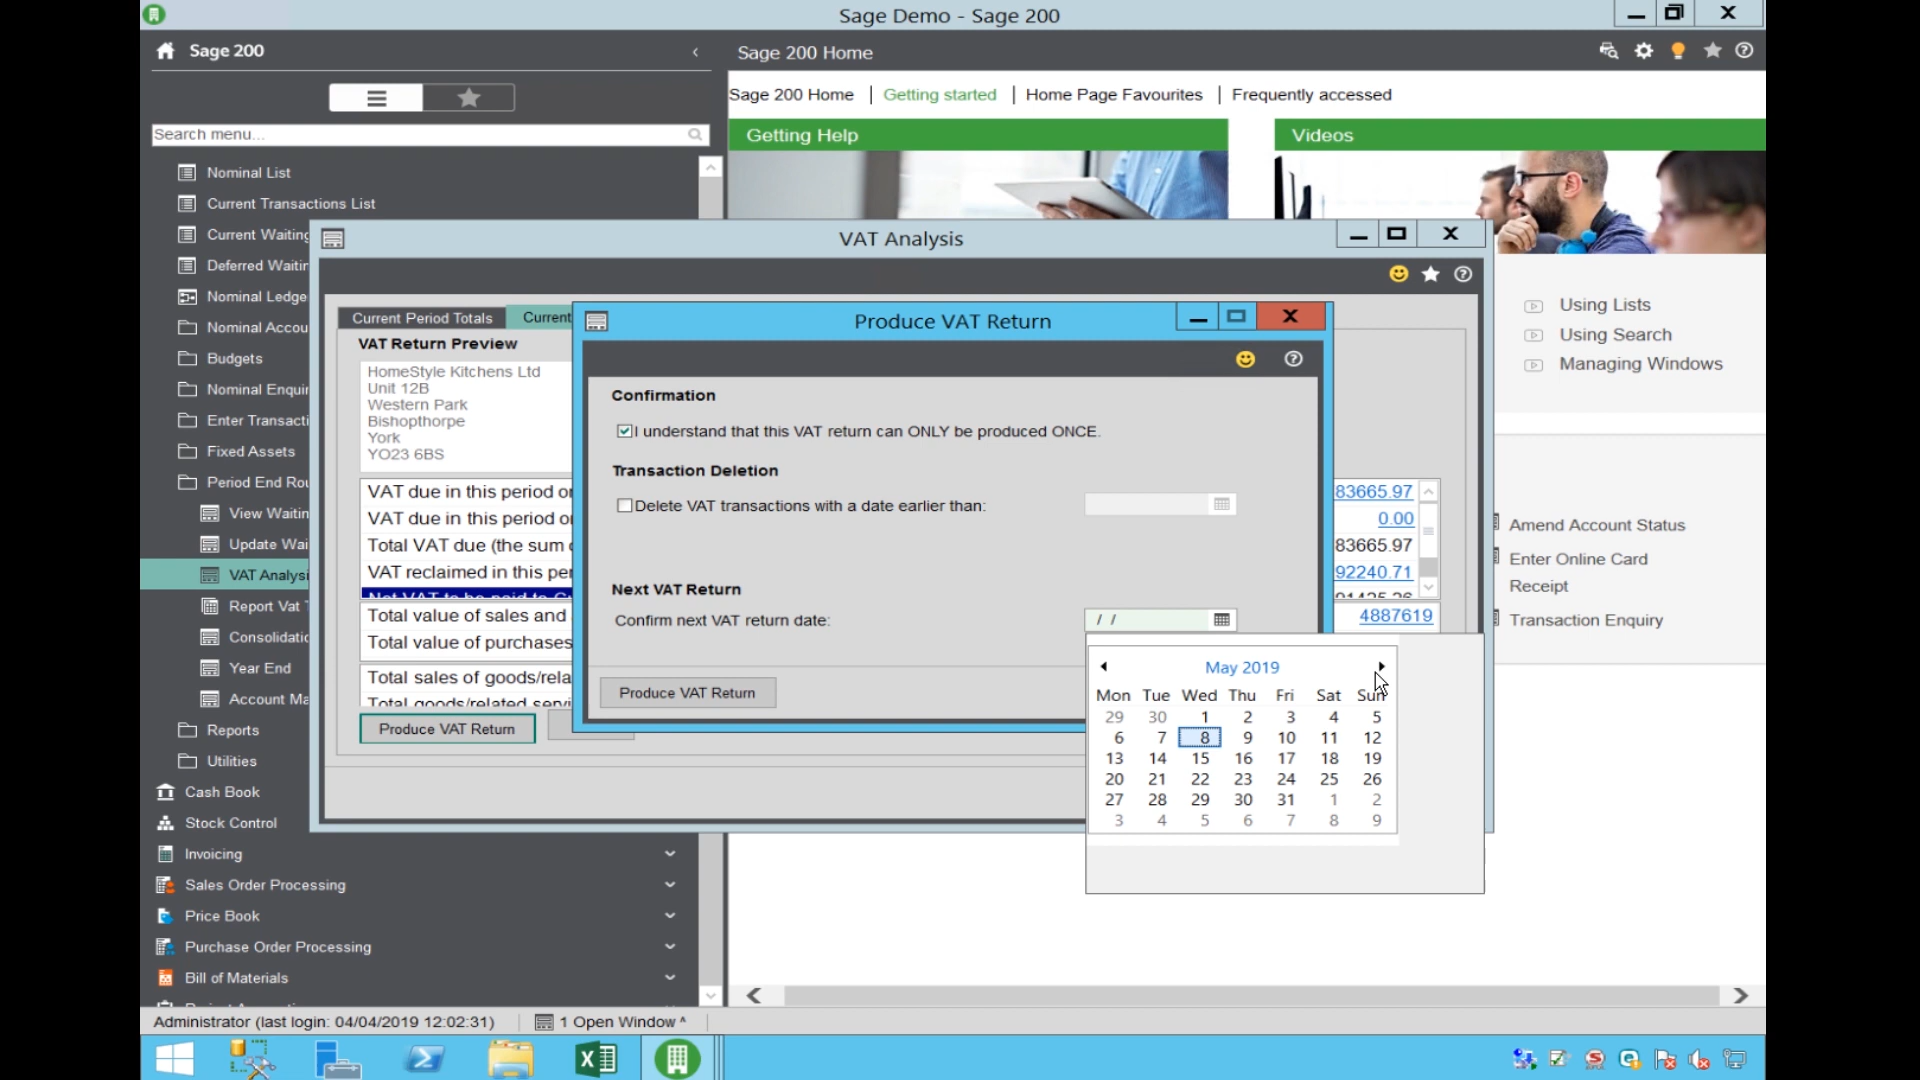 Sage Demo - Sage 200
Sage 200
Search menu...
Nominal List
Current Transactions List
Current Waiting
Deferred Waitin
Nominal Ledge
Nominal Accou
Budgets
Nominal Enquir
Enter Transacti
Fixed Assets
Period End Rou
View Waitin
Update Wai
VAT Analysi
Report Vat T
Consolidatio
Year End
Account Ma
Reports
Utilities
Cash Book
Stock Control
Invoicing
Sales Order Processing
Price Book
Purchase Order Processing
Bill of Materials
Sage 200 Home
Sage 200 Home | Getting started | Home Page Favourites | Frequently accessed
Getting Help
Videos
Using Lists
Using Search
Managing Windows
Amend Account Status
Enter Online Card
Receipt
Transaction Enquiry
VAT Analysis
Current Period Totals
Current
VAT Return Preview
HomeStyle Kitchens Ltd
Unit 12B
Western Park
Bishopthorpe
York
YO23 6BS
VAT due in this period o
83665.97
VAT due in this period o
0.00
Total VAT due (the sum
83665.97
VAT reclaimed in this pe
92240.71
Total value of sales and
4887619
Total value of purchases
Total sales of goods/rela
Total goods/related servi
Produce VAT Return
Produce VAT Return
Confirmation
I understand that this VAT return can ONLY be produced ONCE.
Transaction Deletion
Delete VAT transactions with a date earlier than:
Next VAT Return
Confirm next VAT return date:
/ /
Produce VAT Return
May 2019
Mon Tue Wed Thu Fri Sat Sun
29 30 1 2 3 4 5
6 7 8 9 10 11 12
13 14 15 16 17 18 19
20 21 22 23 24 25 26
27 28 29 30 31 1 2
3 4 5 6 7 8 9
Administrator (last login: 04/04/2019 12:02:31)
1 Open Window ^